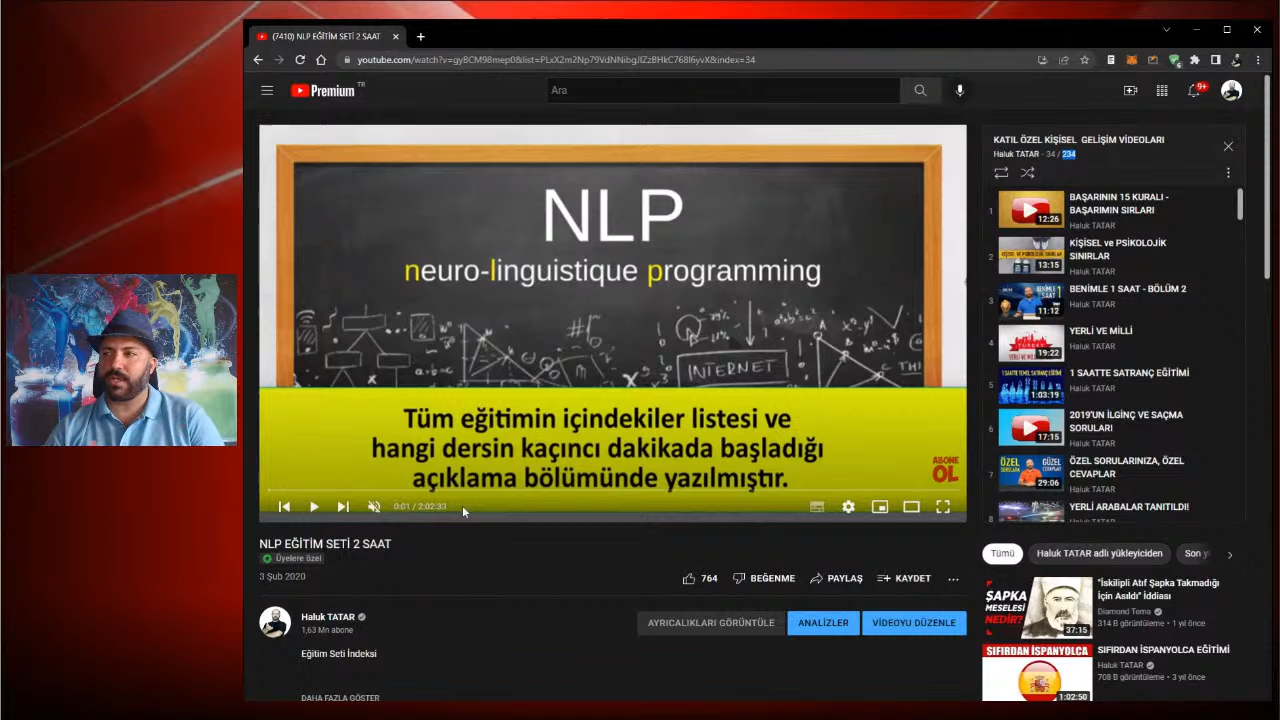 (7410) NLP EĞİTİM SETİ 2 SAAT
Premium TR
Ara
9+
NLP
neuro-linguistique programming
INTERNET
Tüm eğitimin içindekiler listesi ve
hangi dersin kaçıncı dakikada başladığı
açıklama bölümünde yazılmıştır.
ABONE
OL
0:01 / 2:02:33
NLP EĞİTİM SETİ 2 SAAT
Üyelere özel
3 Şub 2020
764
BEĞENME
PAYLAŞ
KAYDET
Haluk TATAR
1,63 Mn abone
AYRICALIKLARI GÖRÜNTÜLE
ANALİZLER
VİDEOYU DÜZENLE
Eğitim Seti İndeksi
DAHA FAZLA GÖSTER
KATIL ÖZEL KİŞİSEL GELİŞİM VİDEOLARI
Haluk TATAR - 34 / 234
1
12:26
BAŞARININ 15 KURALI -
BAŞARIMIN SIRLARI
Haluk TATAR
2
13:15
KİŞİSEL ve PSİKOLOJİK
SINIRLAR
Haluk TATAR
3
11:12
BENİMLE 1 SAAT - BÖLÜM 2
Haluk TATAR
4
19:22
YERLİ VE MİLLİ
Haluk TATAR
5
1:03:19
1 SAATTE SATRANÇ EĞİTİMİ
Haluk TATAR
6
17:15
2019'UN İLGİNÇ VE SAÇMA
SORULARI
Haluk TATAR
7
29:06
ÖZEL SORULARINIZA, ÖZEL
CEVAPLAR
Haluk TATAR
8
YERLİ ARABALAR TANITILDI!
Tümü
Haluk TATAR adlı yükleyiciden
Son
ŞAPKA
MESELESİ
NEDİR?
37:15
"İskilipli Atıf Şapka Takmadığı
İçin Asıldı" İddiası
Diamond Tema
314 B görüntüleme • 1 yıl önce
SIFIRDAN İSPANYOLCA
1:02:50
SIFIRDAN İSPANYOLCA EĞİTİMİ
Haluk TATAR
708 B görüntüleme • 3 yıl önce